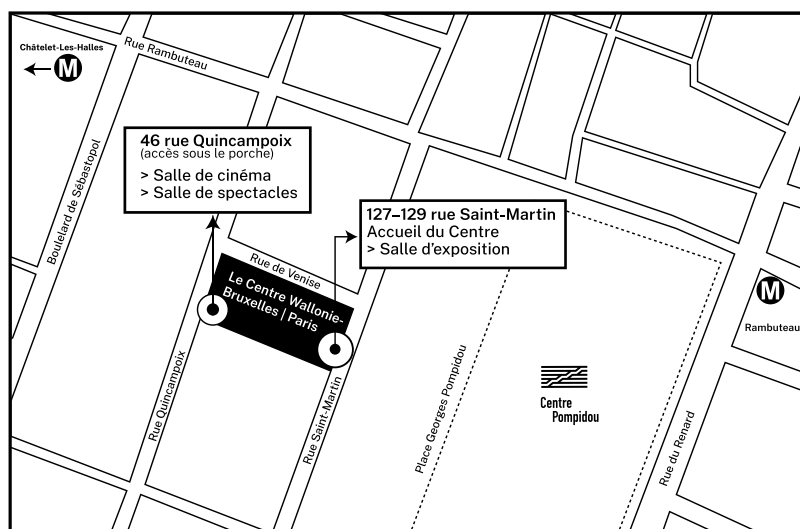 Châtelet-Les-Halles
M
Rue Rambuteau
Boulelard de Sébastopol
46 rue Quincampoix
(accès sous le porche)
> Salle de cinéma
> Salle de spectacles
127–129 rue Saint-Martin
Accueil du Centre
> Salle d'exposition
Rue de Venise
Le Centre Wallonie-
Bruxelles / Paris
M
Rambuteau
Rue Quincampoix
Rue Saint-Martin
Place Georges Pompidou
Centre
Pompidou
Rue du Renard